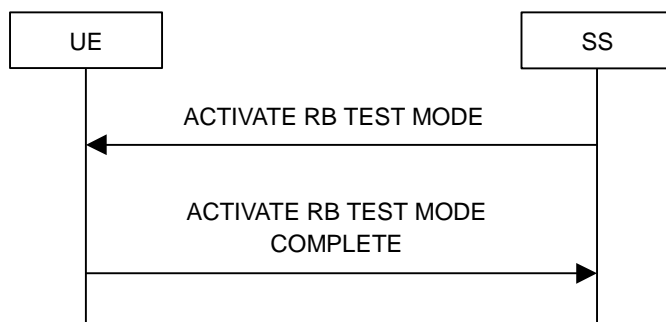 UE
SS
ACTIVATE RB TEST MODE
ACTIVATE RB TEST MODE
COMPLETE